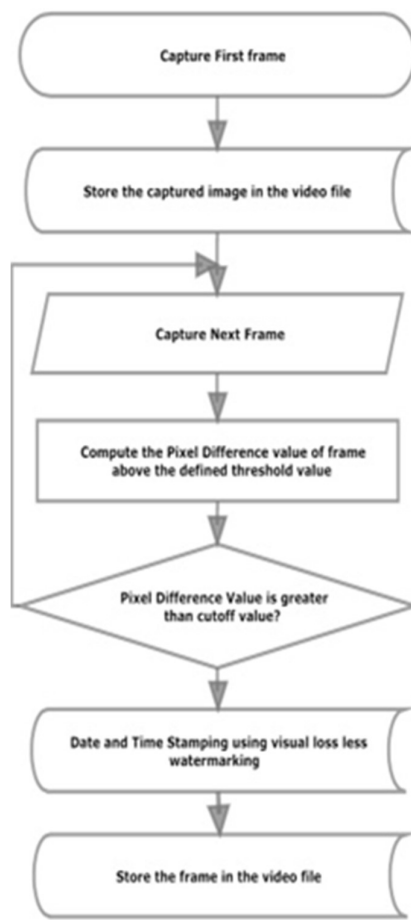 Capture First frame
Store the captured image in the video file
Capture Next Frame
Compute the Pixel Difference value of frame
above the defined threshold value
Pixel Difference Value is greater
than cutoff value?
Date and Time Stamping using visual loss less
watermarking
Store the frame in the video file